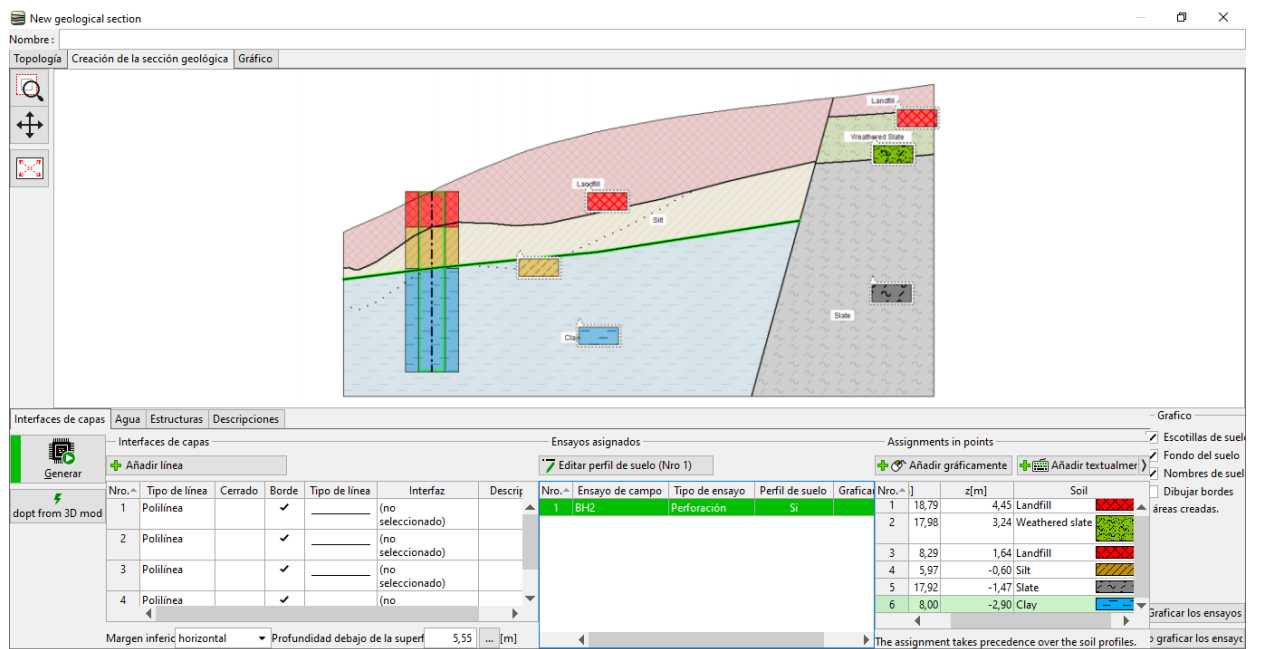 New geological section
Nombre :
Topología Creación de la sección geológica Gráfico
Landfill
Weathered Slate
Landfill
Silt
Slate
Cla
Interfaces de capas Agua Estructuras Descripciones
Grafico
Interfaces de capas
Ensayos asignados
Assignments in points
Escotillas de suel
Generar
Añadir línea
Editar perfil de suelo (Nro 1)
Añadir gráficamente
Añadir textualmer
Fondo del suelo
Nombres de suel
Dibujar bordes
áreas creadas.
dopt from 3D mod
Nro. Tipo de línea Cerrado Borde Tipo de línea Interfaz Descrip
1 Polilínea (no
seleccionado)
2 Polilínea (no
seleccionado)
3 Polilínea (no
seleccionado)
4 Polilínea (no
Nro. Ensayo de campo Tipo de ensayo Perfil de suelo Graficar
1 BH2 Perforación Si
Nro. ] z[m] Soil
1 18,79 4,45 Landfill
2 17,98 3,24 Weathered slate
3 8,29 1,64 Landfill
4 5,97 -0,60 Silt
5 17,92 -1,47 Slate
6 8,00 -2,90 Clay
Graficar los ensayos
Margen inferic horizontal Profundidad debajo de la superf 5,55 ... [m]
The assignment takes precedence over the soil profiles.
o graficar los ensayc